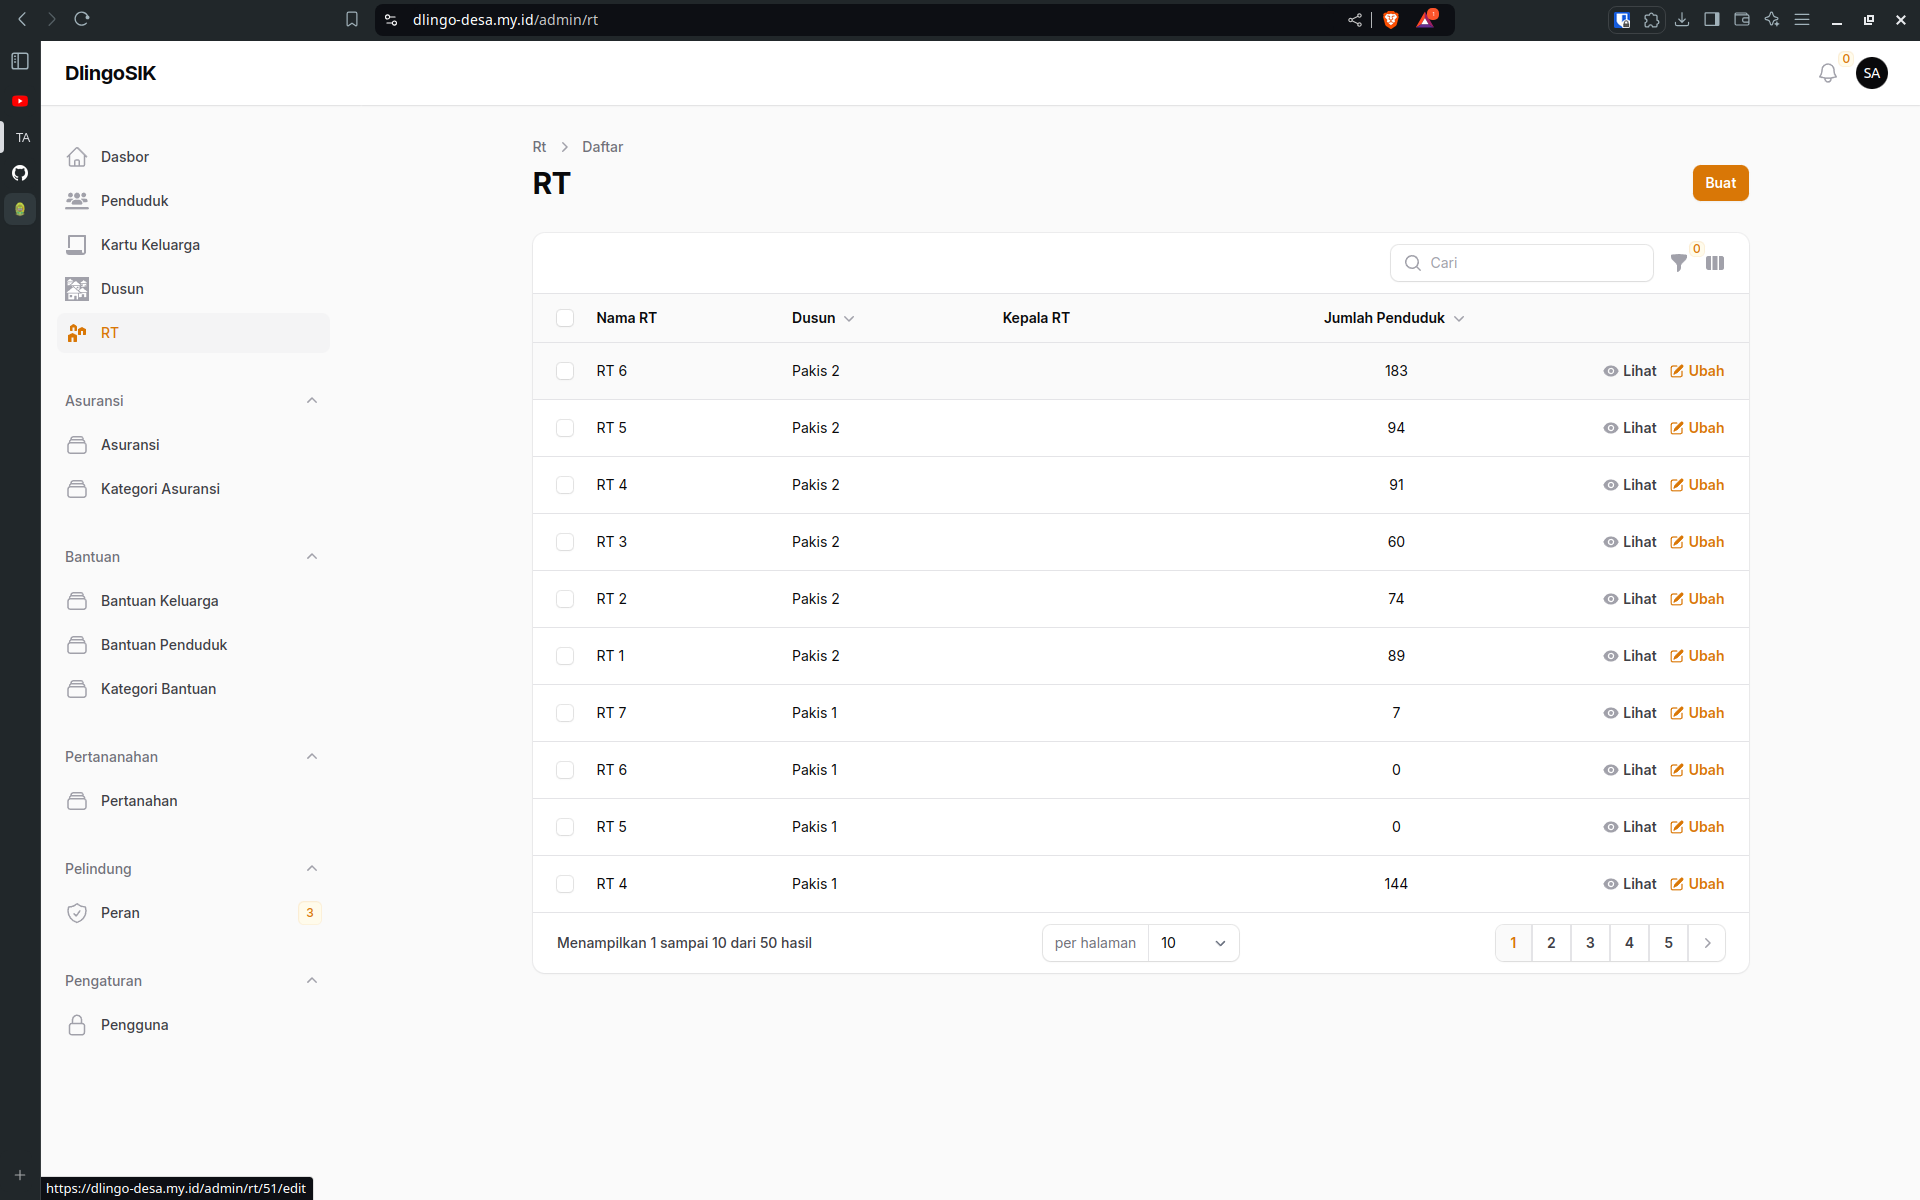 dlingo-desa.my.id/admin/rt
TA
DlingoSIK
0
SA
Dasbor
Penduduk
Kartu Keluarga
Dusun
RT
Asuransi
Asuransi
Kategori Asuransi
Bantuan
Bantuan Keluarga
Bantuan Penduduk
Kategori Bantuan
Pertananahan
Pertanahan
Pelindung
Peran 3
Pengaturan
Pengguna
Rt > Daftar
RT
Buat
Cari
0
Nama RT Dusun Kepala RT Jumlah Penduduk
RT 6 Pakis 2 183 Lihat Ubah
RT 5 Pakis 2 94 Lihat Ubah
RT 4 Pakis 2 91 Lihat Ubah
RT 3 Pakis 2 60 Lihat Ubah
RT 2 Pakis 2 74 Lihat Ubah
RT 1 Pakis 2 89 Lihat Ubah
RT 7 Pakis 1 7 Lihat Ubah
RT 6 Pakis 1 0 Lihat Ubah
RT 5 Pakis 1 0 Lihat Ubah
RT 4 Pakis 1 144 Lihat Ubah
Menampilkan 1 sampai 10 dari 50 hasil
per halaman 10
1 2 3 4 5
https://dlingo-desa.my.id/admin/rt/51/edit